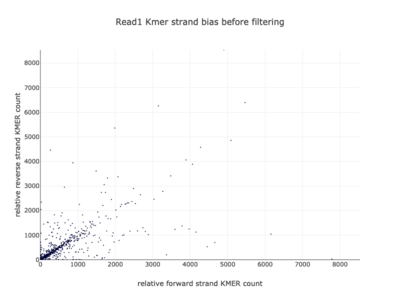 Read1 Kmer strand bias before filtering
relative reverse strand KMER count
8000
7000
6000
5000
4000
3000
2000
1000
0
0 1000 2000 3000 4000 5000 6000 7000 8000
relative forward strand KMER count